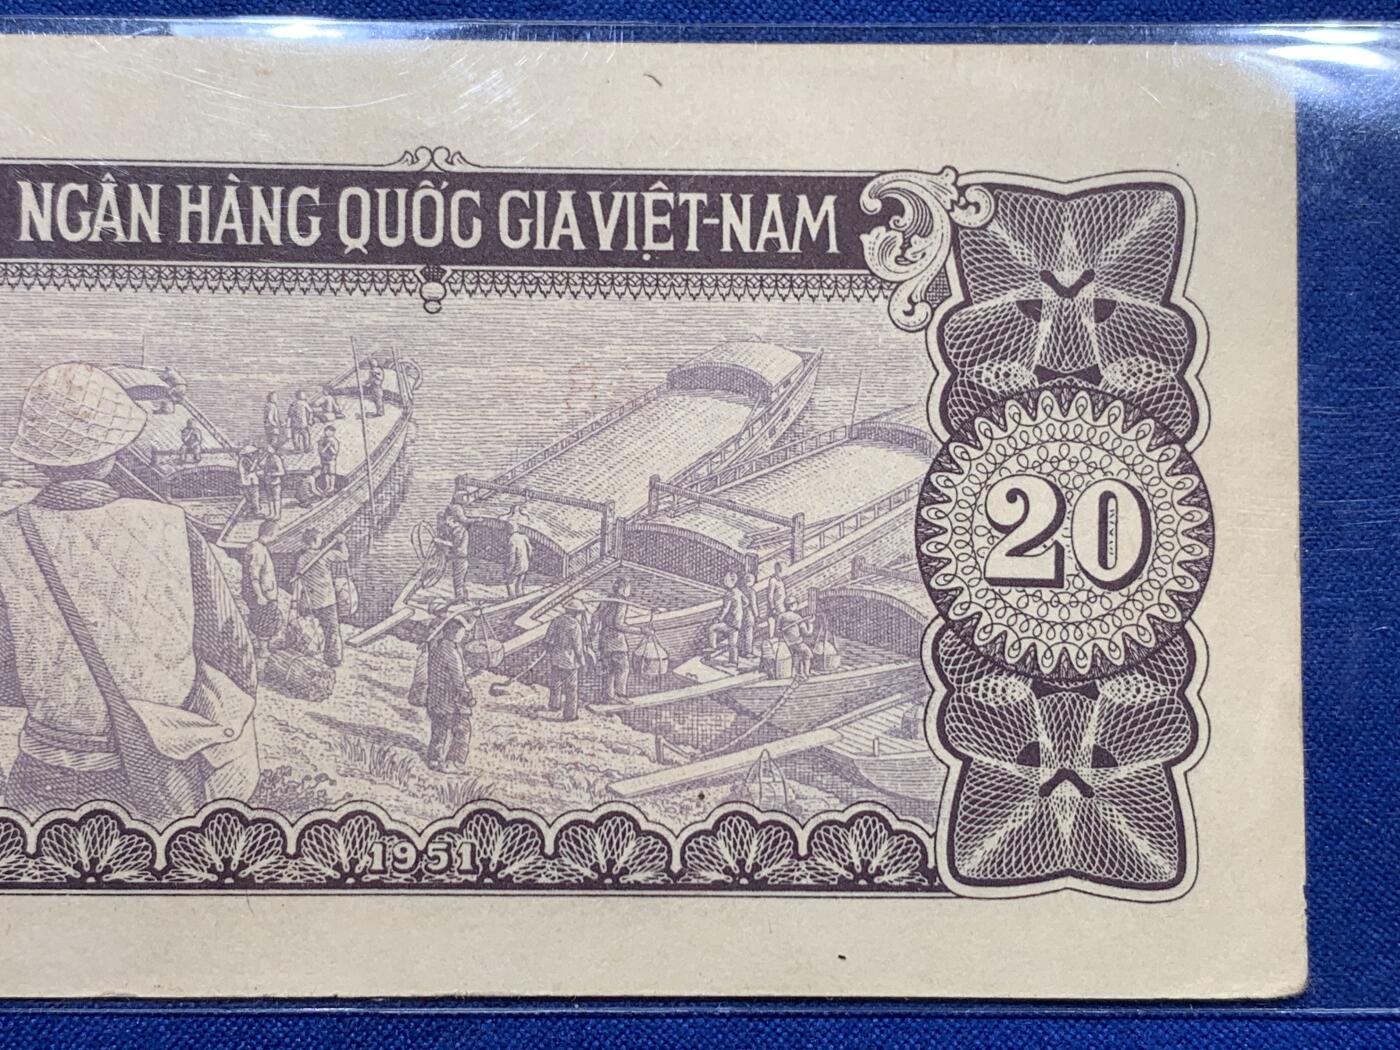 NGÂN HÀNG QUỐC GIA VIỆT-NAM
20
1951